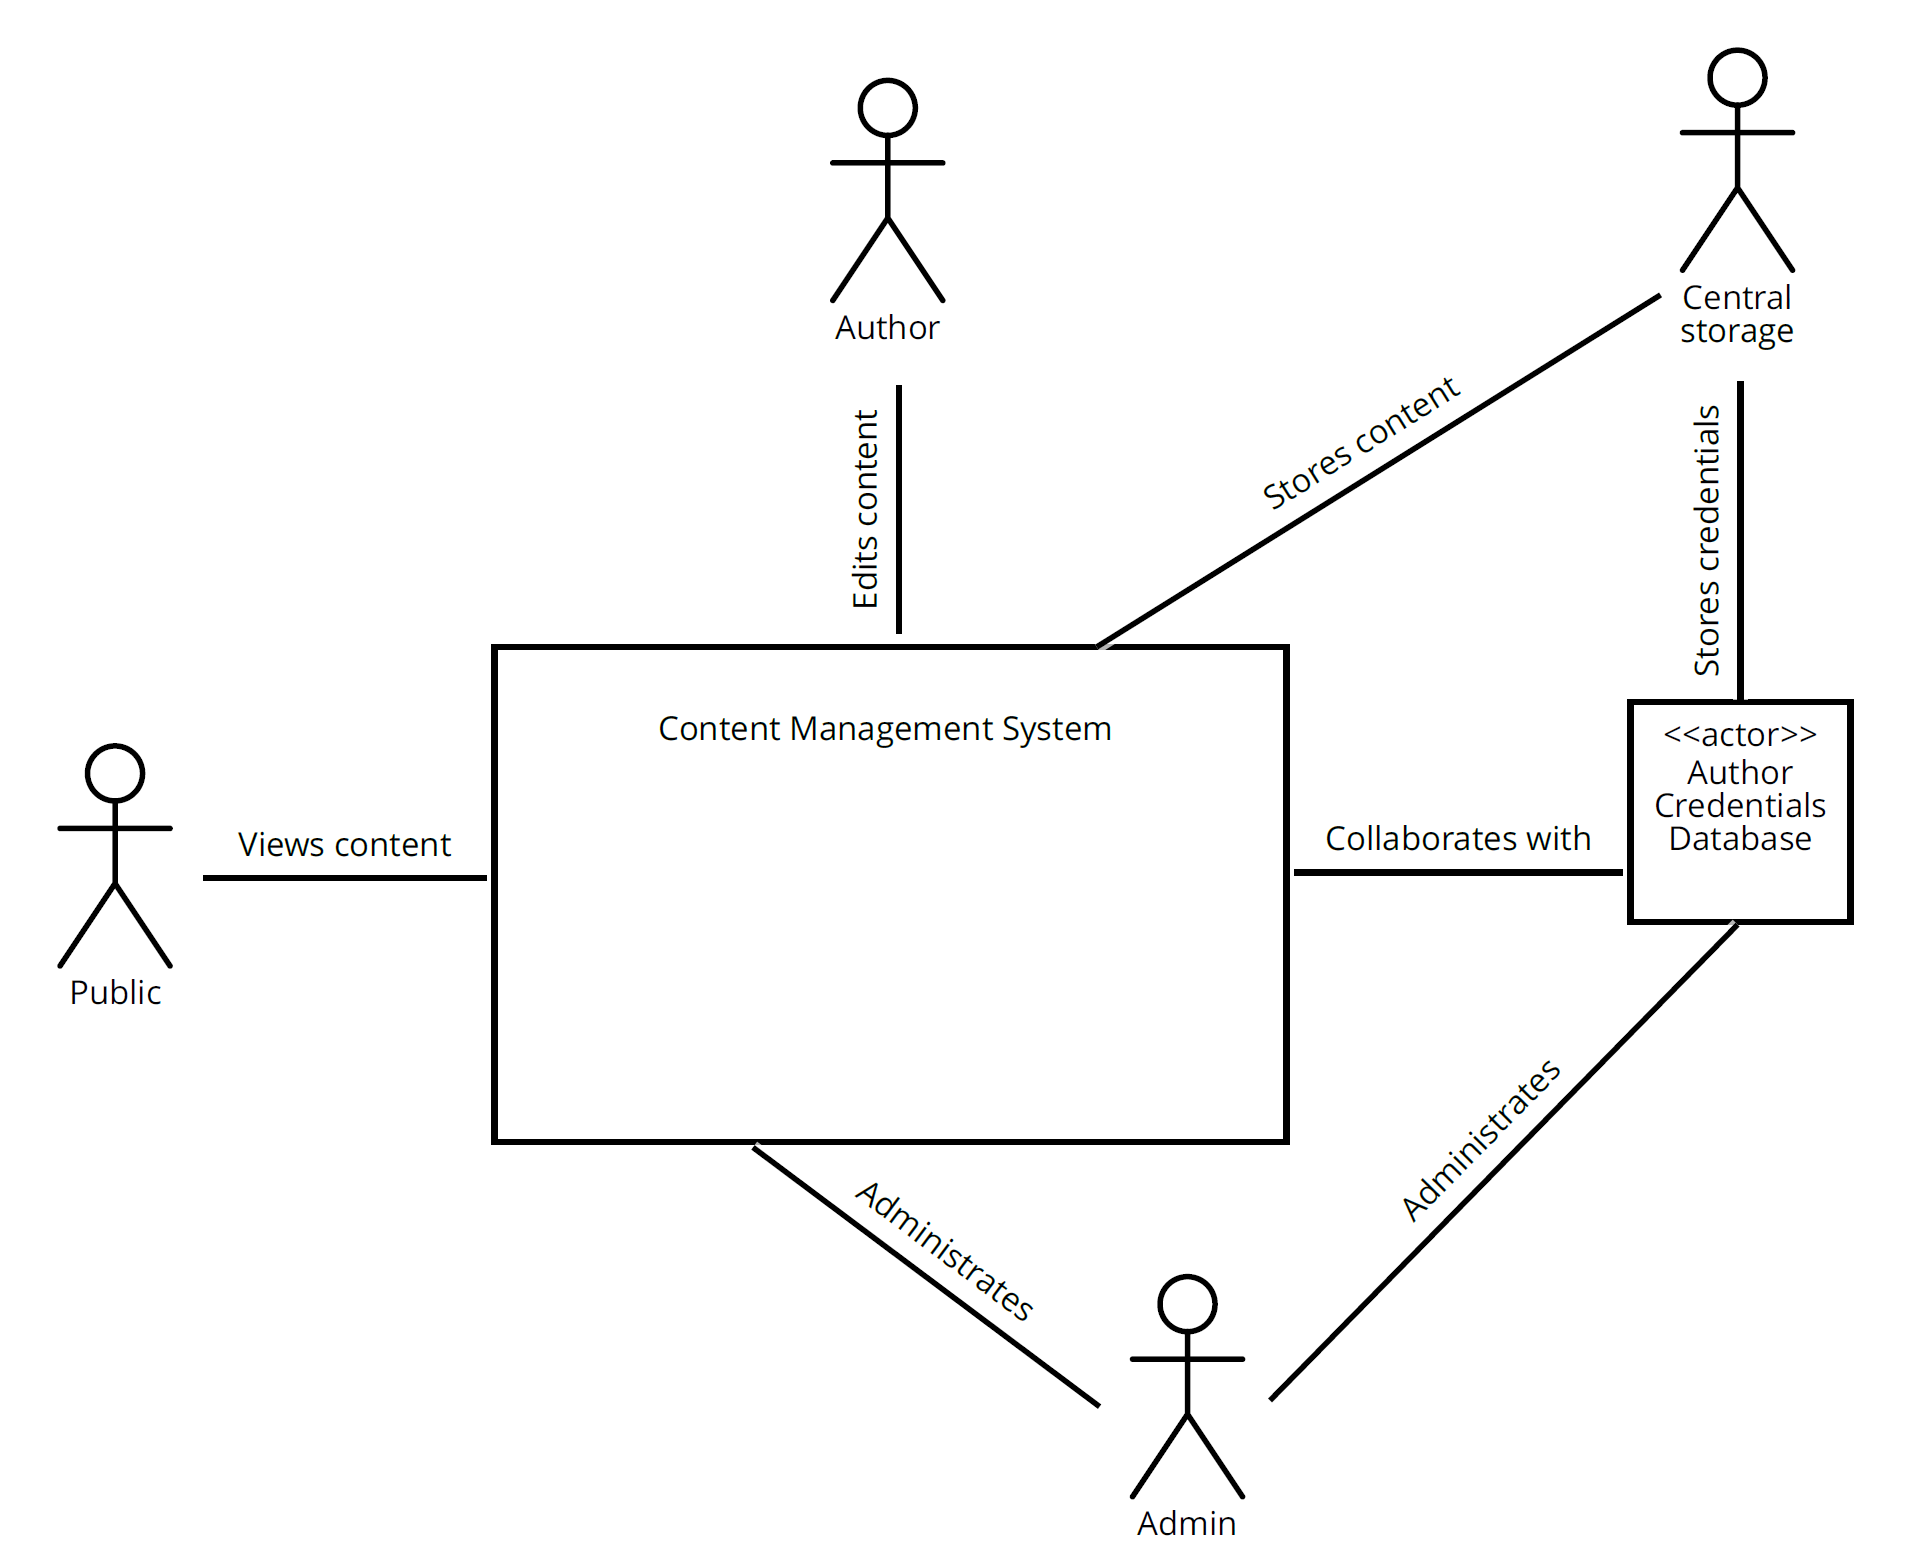 Author
Central
storage
Edits content
Stores content
Stores credentials
Content Management System
<<actor>>
Author
Credentials
Database
Views content
Collaborates with
Public
Administrates
Administrates
Admin